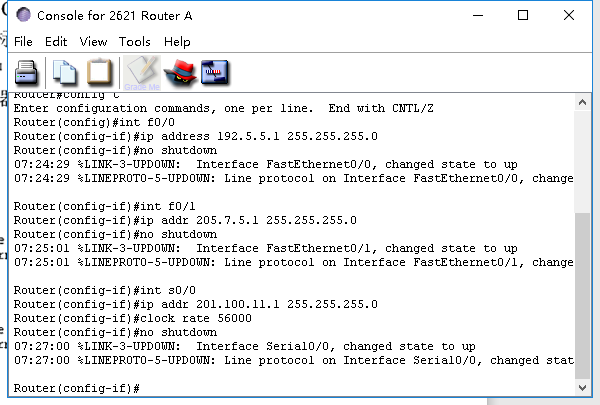 Console for 2621 Router A
File Edit View Tools Help
Grade Me
Router#config t
Enter configuration commands, one per line.  End with CNTL/Z
Router(config)#int f0/0
Router(config-if)#ip address 192.5.5.1 255.255.255.0
Router(config-if)#no shutdown
07:24:29 %LINK-3-UPDOWN:  Interface FastEthernet0/0, changed state to up
07:24:29 %LINEPROTO-5-UPDOWN: Line protocol on Interface FastEthernet0/0, change
Router(config-if)#int f0/1
Router(config-if)#ip addr 205.7.5.1 255.255.255.0
Router(config-if)#no shutdown
07:25:01 %LINK-3-UPDOWN:  Interface FastEthernet0/1, changed state to up
07:25:01 %LINEPROTO-5-UPDOWN: Line protocol on Interface FastEthernet0/1, change
Router(config-if)#int s0/0
Router(config-if)#ip addr 201.100.11.1 255.255.255.0
Router(config-if)#clock rate 56000
Router(config-if)#no shutdown
07:27:00 %LINK-3-UPDOWN:  Interface Serial0/0, changed state to up
07:27:00 %LINEPROTO-5-UPDOWN: Line protocol on Interface Serial0/0, changed stat
Router(config-if)#